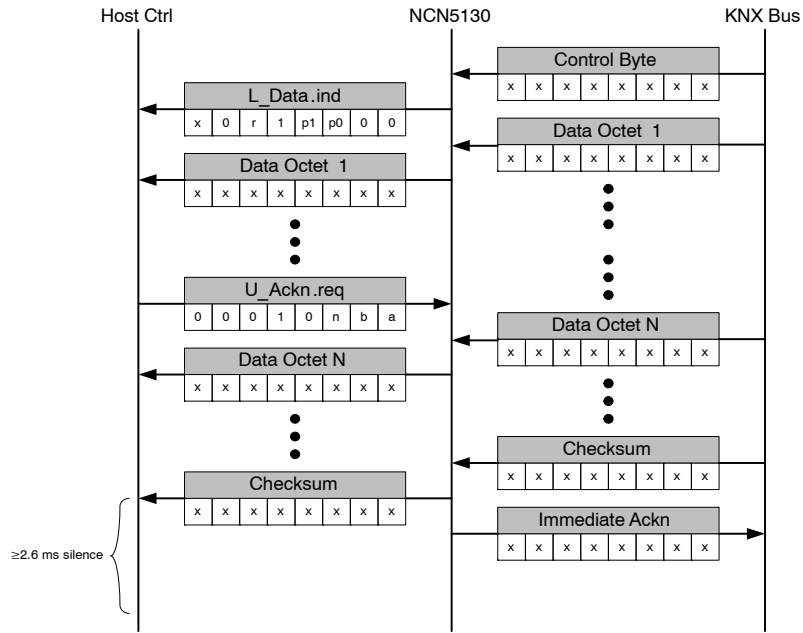 Host Ctrl NCN5130 KNX Bus
Control Byte
x x x x x x x x
L_Data.ind
x 0 r 1 p1 p0 0 0
Data Octet 1
x x x x x x x x
Data Octet 1
x x x x x x x x
U_Ackn.req
0 0 0 1 0 n b a
Data Octet N
x x x x x x x x
Data Octet N
x x x x x x x x
Checksum
x x x x x x x x
Checksum
x x x x x x x x
Immediate Ackn
x x x x x x x x
≥2.6 ms silence